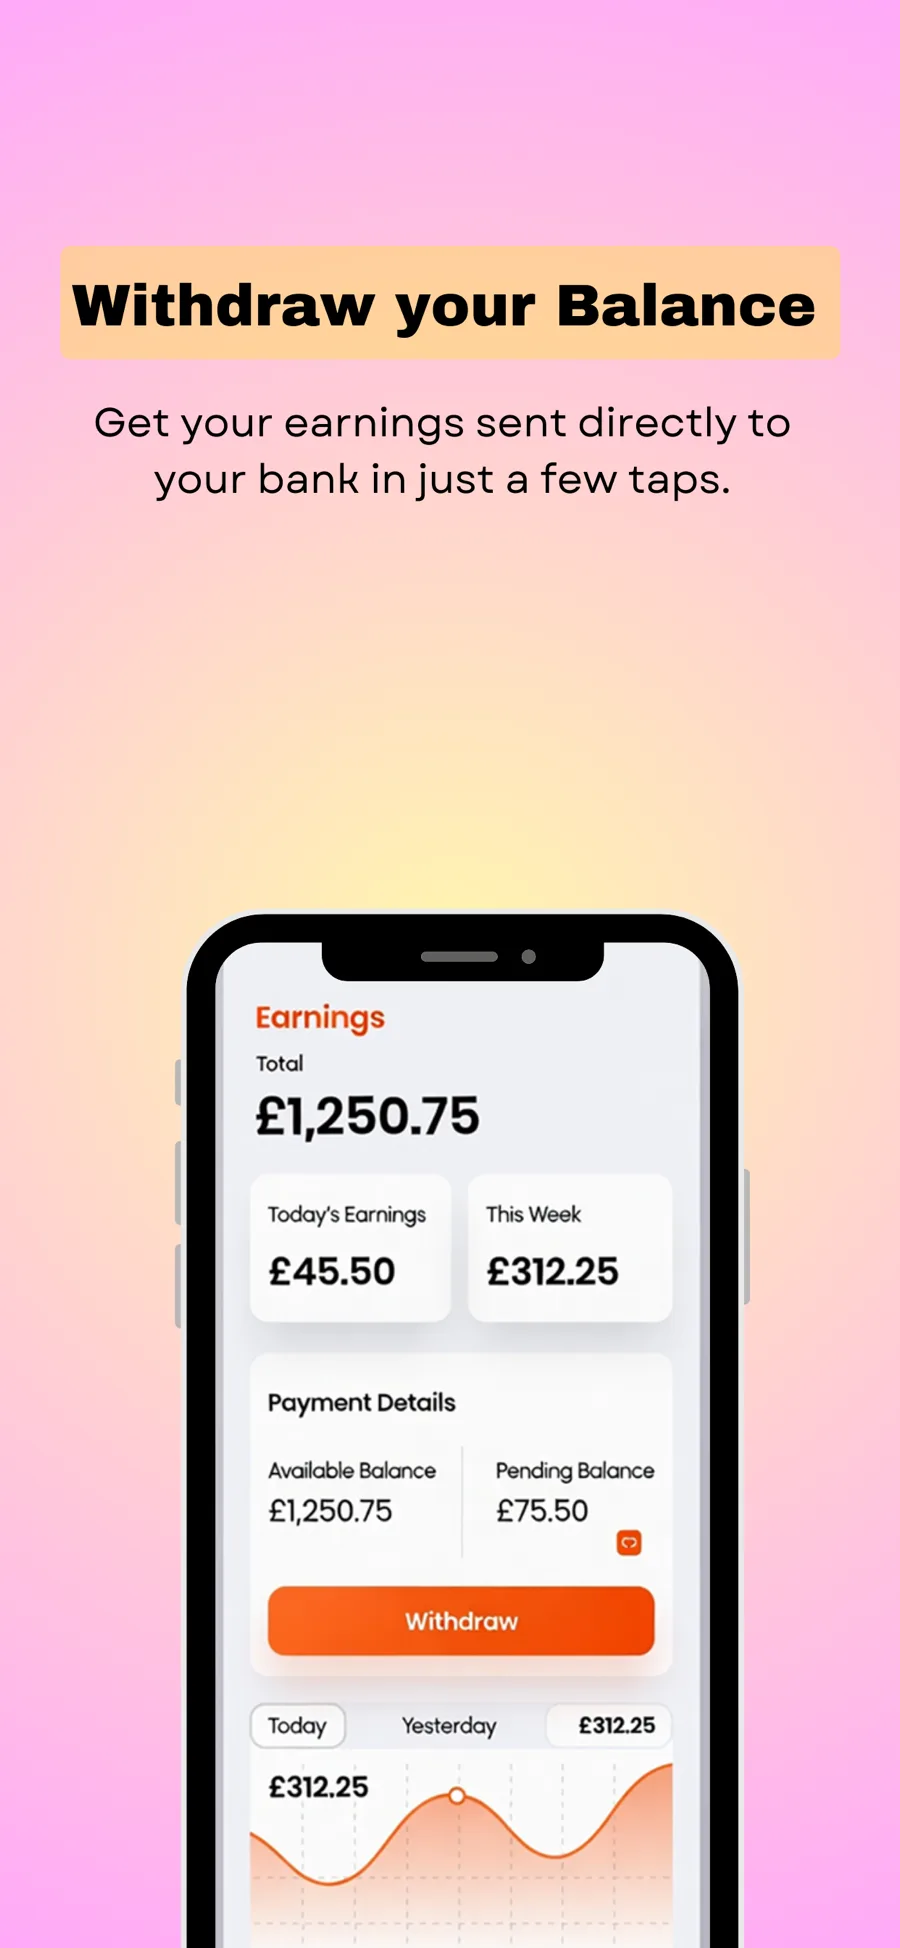 Withdraw your Balance
Get your earnings sent directly to
your bank in just a few taps.
Earnings
Total
£1,250.75
Today's Earnings
£45.50
This Week
£312.25
Payment Details
Available Balance
£1,250.75
Pending Balance
£75.50
Withdraw
Today Yesterday £312.25
£312.25